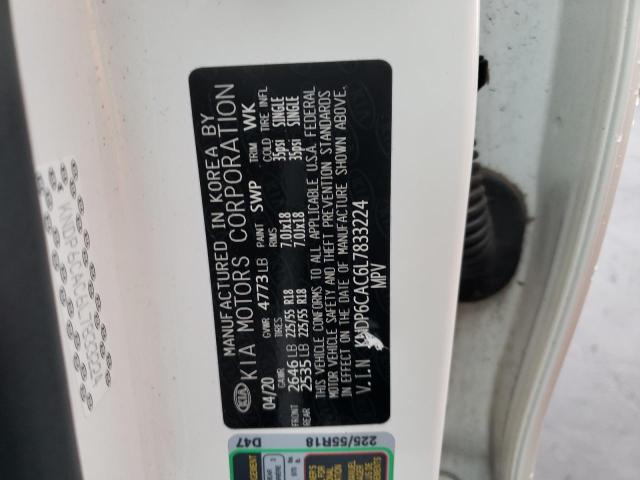 MANUFACTURED IN KOREA BY
KIA KIA MOTORS CORPORATION
04/20 GVWR 4773LB PAINT SWP TRIM WK
GAWR TIRES RIMS COLD TIRE INFL
FRONT 2646LB 225/55 R18 7.0Jx18 35psi SINGLE
REAR 2535LB 225/55 R18 7.0Jx18 35psi SINGLE
THIS VEHICLE CONFORMS TO ALL APPLICABLE U.S.A. FEDERAL
MOTOR VEHICLE SAFETY AND THEFT PREVENTION STANDARDS
IN EFFECT ON THE DATE OF MANUFACTURE SHOWN ABOVE.
V.I.N KNDP6CAC6L7833224
MPV
D47
225/55R18